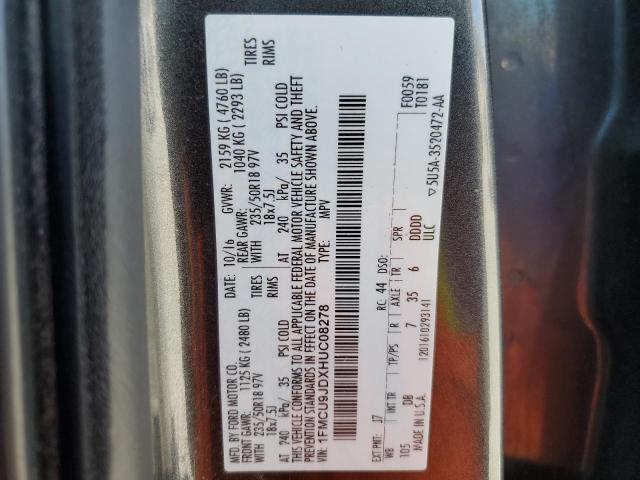 MFD. BY FORD MOTOR CO. DATE: 10/16 GVWR: 2159 KG ( 4760 LB)
FRONT GAWR: 1125 KG ( 2480 LB) REAR GAWR: 1040 KG ( 2293 LB)
WITH 235/50R18 97V TIRES WITH 235/50R18 97V TIRES
18x7.5J RIMS 18x7.5J RIMS
AT 240 kPa/ 35 PSI COLD AT 240 kPa/ 35 PSI COLD
THIS VEHICLE CONFORMS TO ALL APPLICABLE FEDERAL MOTOR VEHICLE SAFETY AND THEFT
PREVENTION STANDARDS IN EFFECT ON THE DATE OF MANUFACTURE SHOWN ABOVE.
VIN: 1FMCU9JDXHUC08278 TYPE: MPV
F0059
T0181
EXT PNT: J7 RC: 44 DSO:
WB INT TR TP/PS R AXLE TR SPR
105 DB 7 35 6 DDDD
MADE IN U.S.A. 1201610293141 ULC
5U5A-3520472-AA